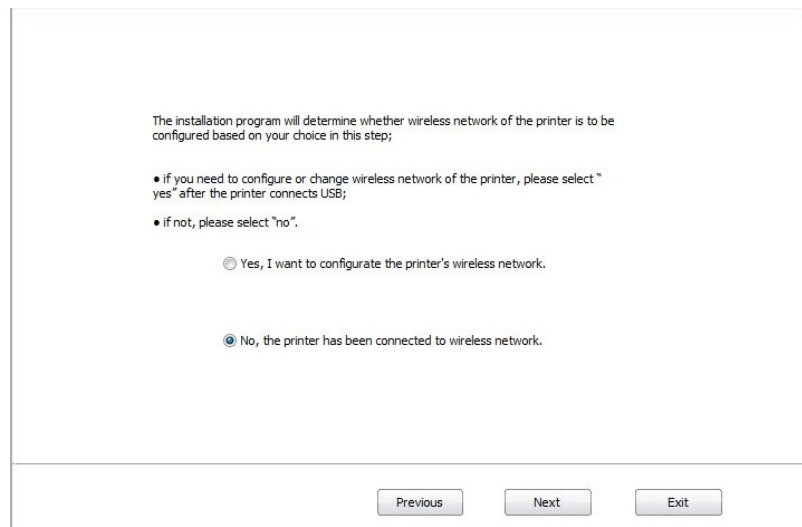 The installation program will determine whether wireless network of the printer is to be
configured based on your choice in this step;
● if you need to configure or change wireless network of the printer, please select “
yes” after the printer connects USB;
● if not, please select “no”.
Yes, I want to configurate the printer's wireless network.
No, the printer has been connected to wireless network.
Previous Next Exit